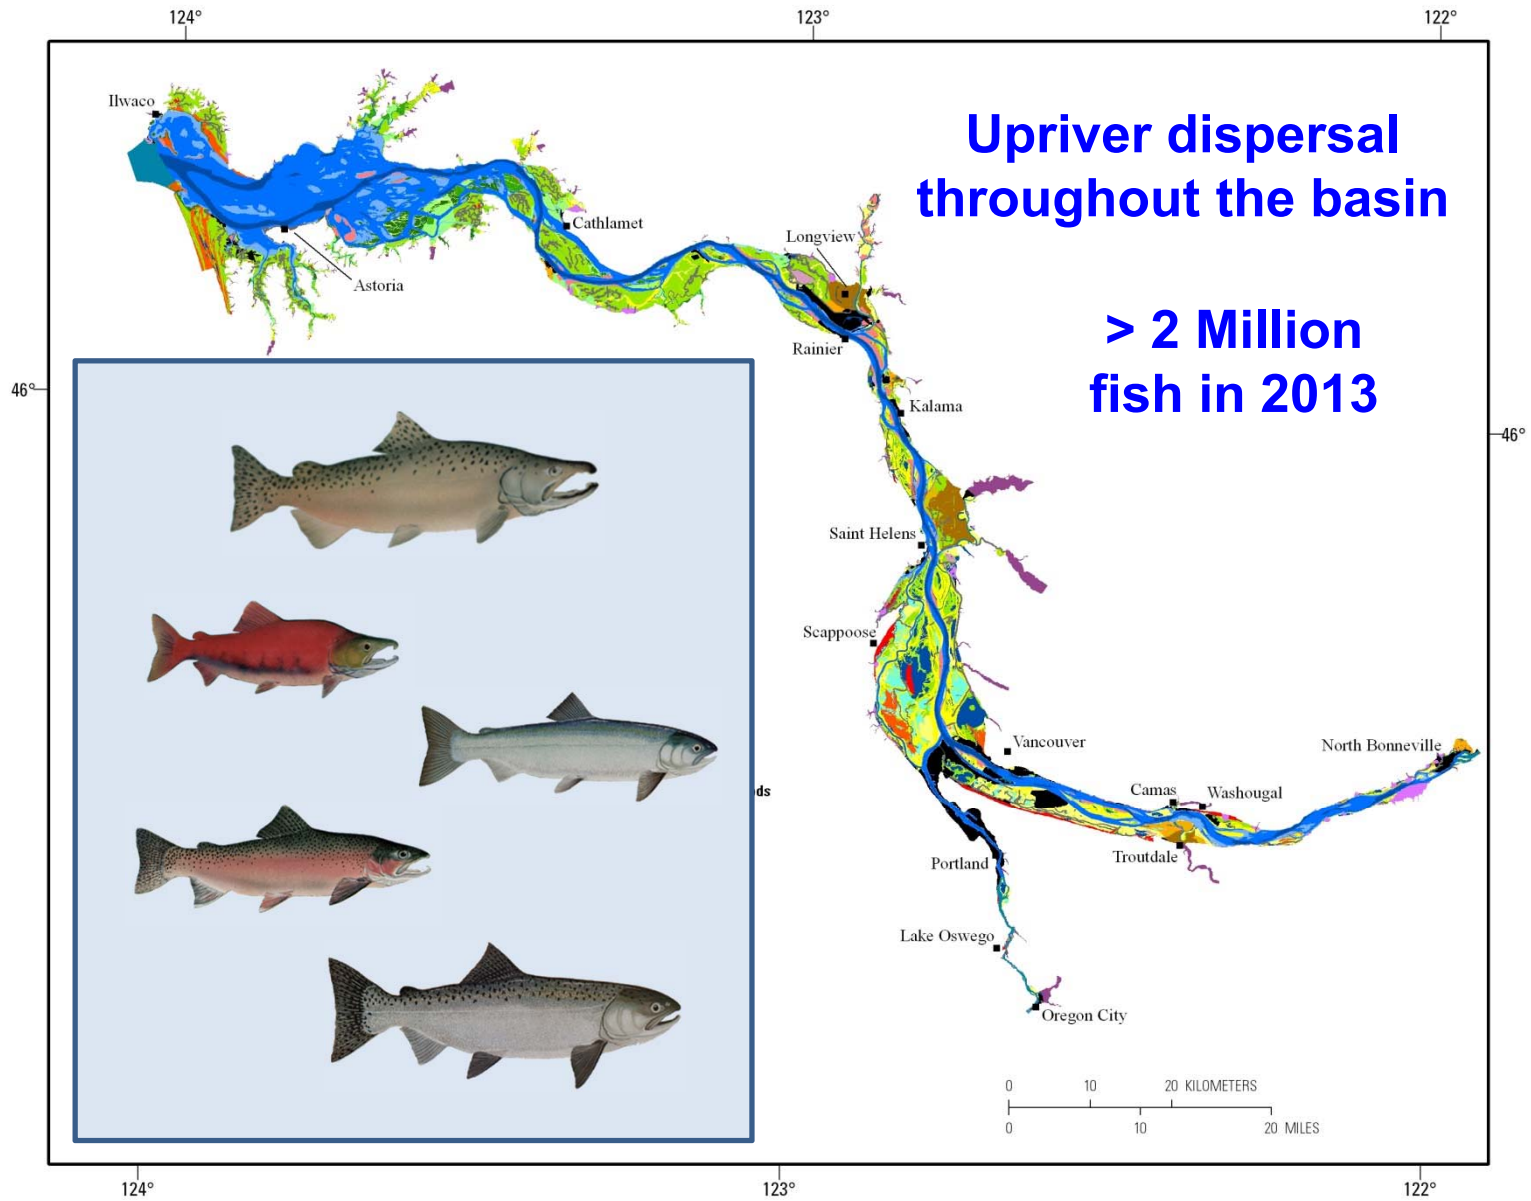 124°
123°
122°
Ilwaco
Astoria
Cathlamet
Longview
Rainier
Upriver dispersal
throughout the basin
> 2 Million
fish in 2013
46°
46°
Kalama
Saint Helens
Scappoose
Vancouver
North Bonneville
Camas
Washougal
ds
Portland
Troutdale
Lake Oswego
Oregon City
0 10 20 KILOMETERS
0 10 20 MILES
124°
123°
122°